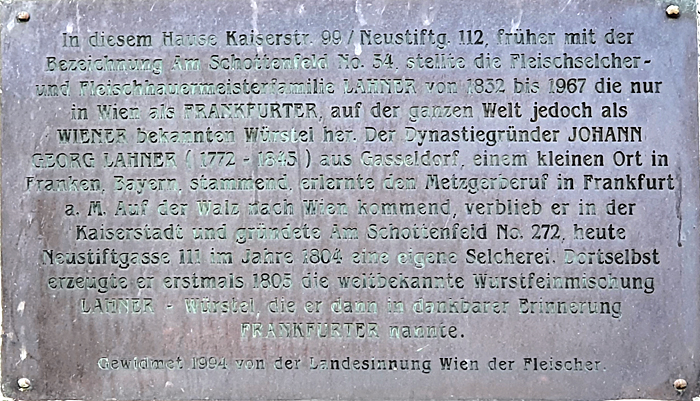 In diesem Hause Kaiserstr. 99 / Neustiftg. 112, früher mit der
Bezeichnung Am Schottenfeld No. 54, stellte die Fleischselcher-
und Fleischhauermeisterfamilie LAHNER von 1832 bis 1967 die nur
in Wien als FRANKFURTER, auf der ganzen Welt jedoch als
WIENER bekannten Würstel her. Der Dynastiegründer JOHANN
GEORG LAHNER ( 1772 - 1845 ) aus Gasseldorf, einem kleinen Ort in
Franken, Bayern, stammend, erlernte den Metzgerberuf in Frankfurt
a. M. Auf der Walz nach Wien kommend, verblieb er in der
Kaiserstadt und gründete Am Schottenfeld No. 272, heute
Neustiftgasse 111 im Jahre 1804 eine eigene Selcherei. Dortselbst
erzeugte er erstmals 1805 die weltbekannte Wurstfeinmischung
LAHNER - Würstel, die er dann in dankbarer Erinnerung
FRANKFURTER nannte.
Gewidmet 1994 von der Landesinnung Wien der Fleischer.